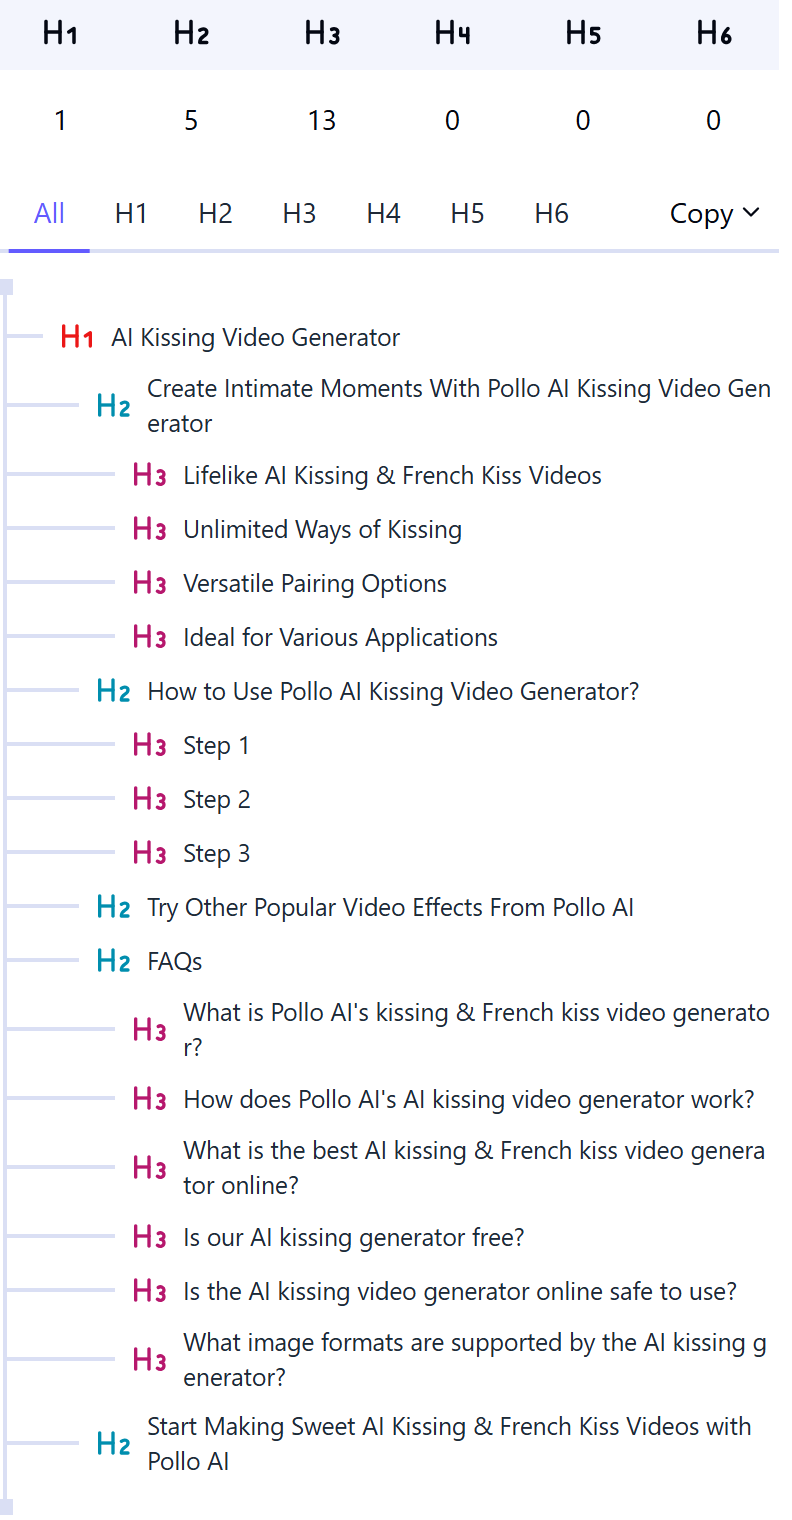 H1 H2 H3 H4 H5 H6
1 5 13 0 0 0
All H1 H2 H3 H4 H5 H6 Copy
H1 AI Kissing Video Generator
H2 Create Intimate Moments With Pollo AI Kissing Video Gen
erator
H3 Lifelike AI Kissing & French Kiss Videos
H3 Unlimited Ways of Kissing
H3 Versatile Pairing Options
H3 Ideal for Various Applications
H2 How to Use Pollo AI Kissing Video Generator?
H3 Step 1
H3 Step 2
H3 Step 3
H2 Try Other Popular Video Effects From Pollo AI
H2 FAQs
H3 What is Pollo AI's kissing & French kiss video generato
r?
H3 How does Pollo AI's AI kissing video generator work?
H3 What is the best AI kissing & French kiss video genera
tor online?
H3 Is our AI kissing generator free?
H3 Is the AI kissing video generator online safe to use?
H3 What image formats are supported by the AI kissing g
enerator?
H2 Start Making Sweet AI Kissing & French Kiss Videos with
Pollo AI